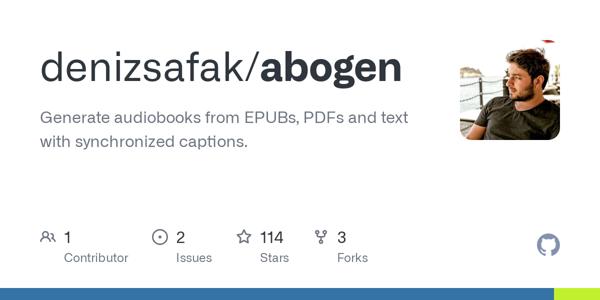 denizsafak/abogen
Generate audiobooks from EPUBs, PDFs and text
with synchronized captions.
1 2 114 3
Contributor Issues Stars Forks